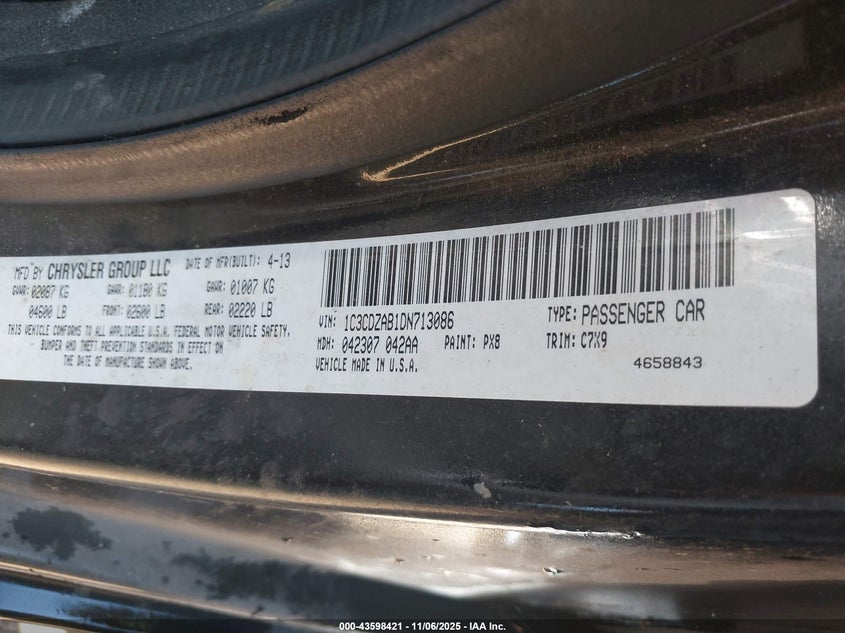 MFD BY CHRYSLER GROUP LLC DATE OF MFR(BUILT): 4-13
GVWR: 02087 KG GAWR: 01180 KG GAWR: 01007 KG
04600 LB FRONT: 02600 LB REAR: 02220 LB
THIS VEHICLE CONFORMS TO ALL APPLICABLE U.S.A. FEDERAL MOTOR VEHICLE SAFETY,
BUMPER AND THEFT PREVENTION STANDARDS IN EFFECT ON
THE DATE OF MANUFACTURE SHOWN ABOVE.
VIN: 1C3CDZAB1DN713086 TYPE: PASSENGER CAR
MDH: 042307 042AA PAINT: PX8 TRIM: C7X9
VEHICLE MADE IN U.S.A. 4658843
000-43598421 - 11/06/2025 - IAA Inc.